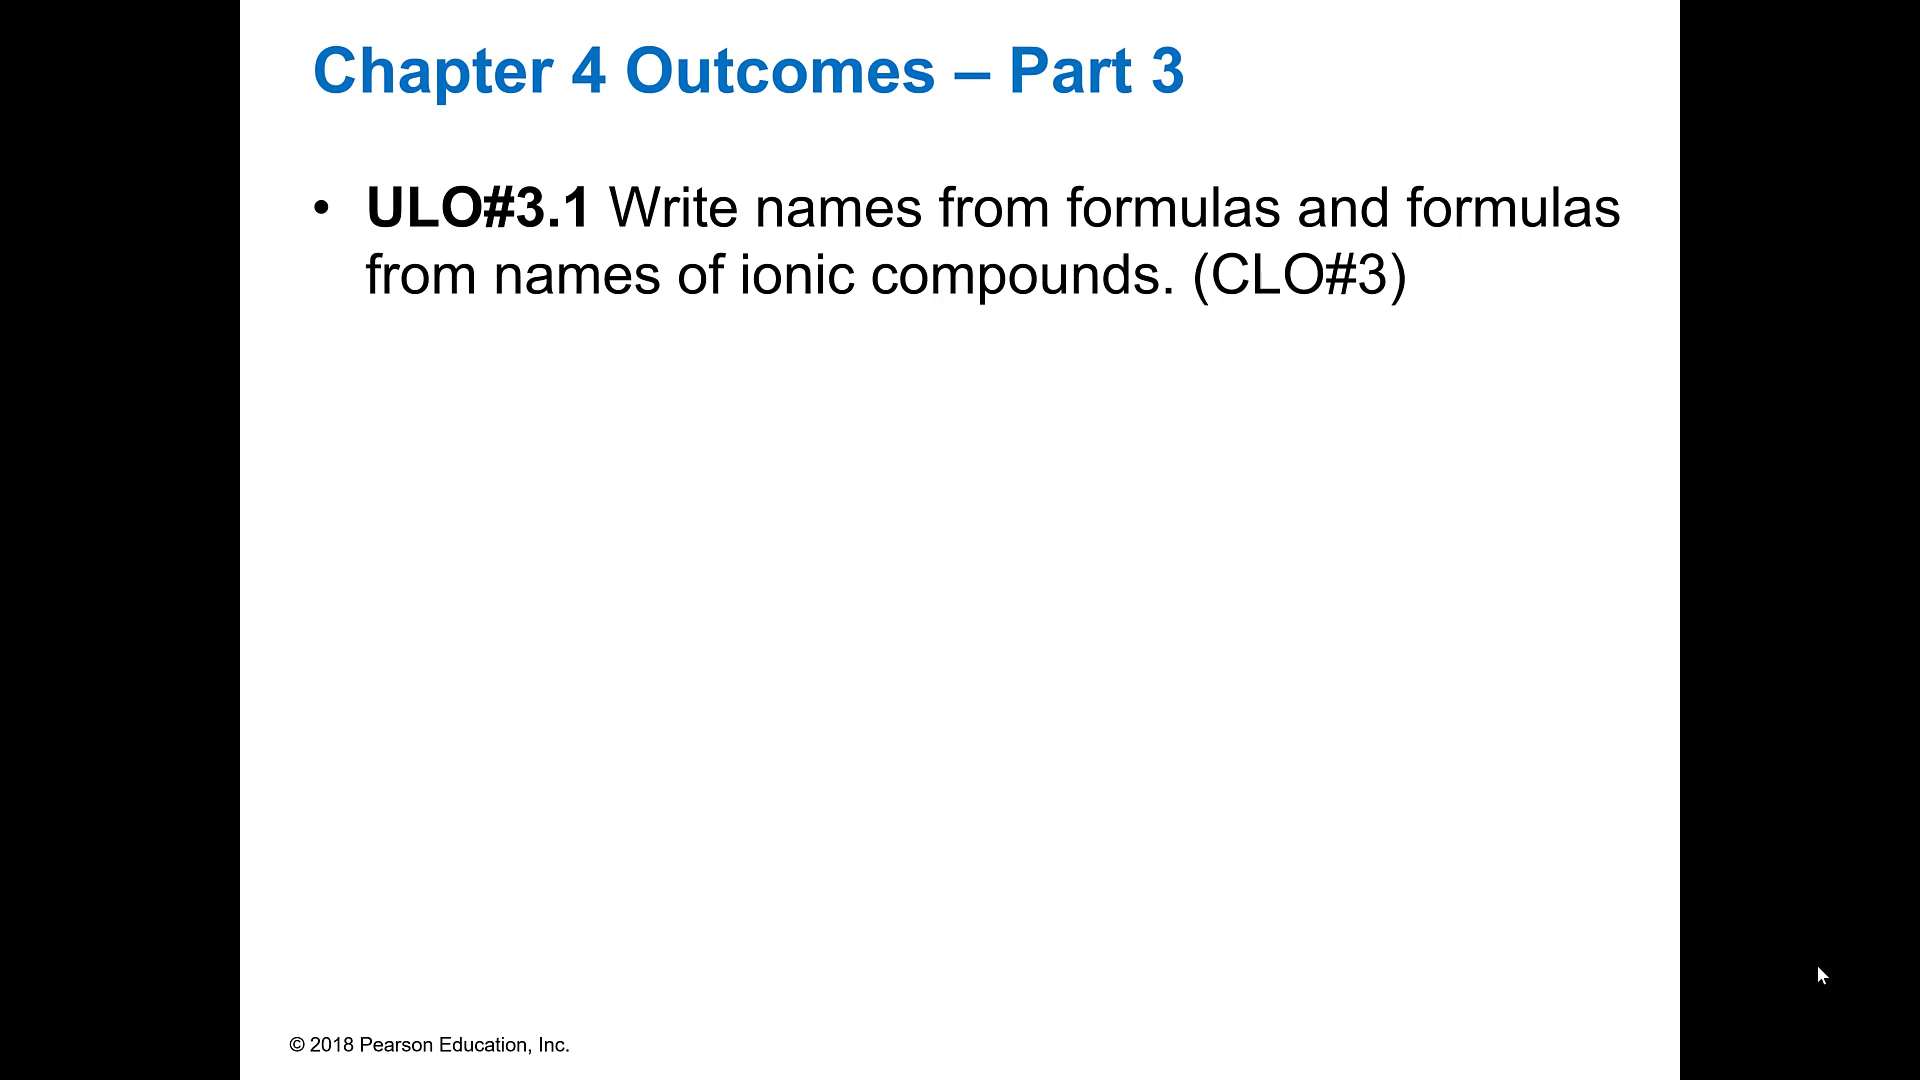 Chapter 4 Outcomes – Part 3
• ULO#3.1 Write names from formulas and formulas
from names of ionic compounds. (CLO#3)
© 2018 Pearson Education, Inc.